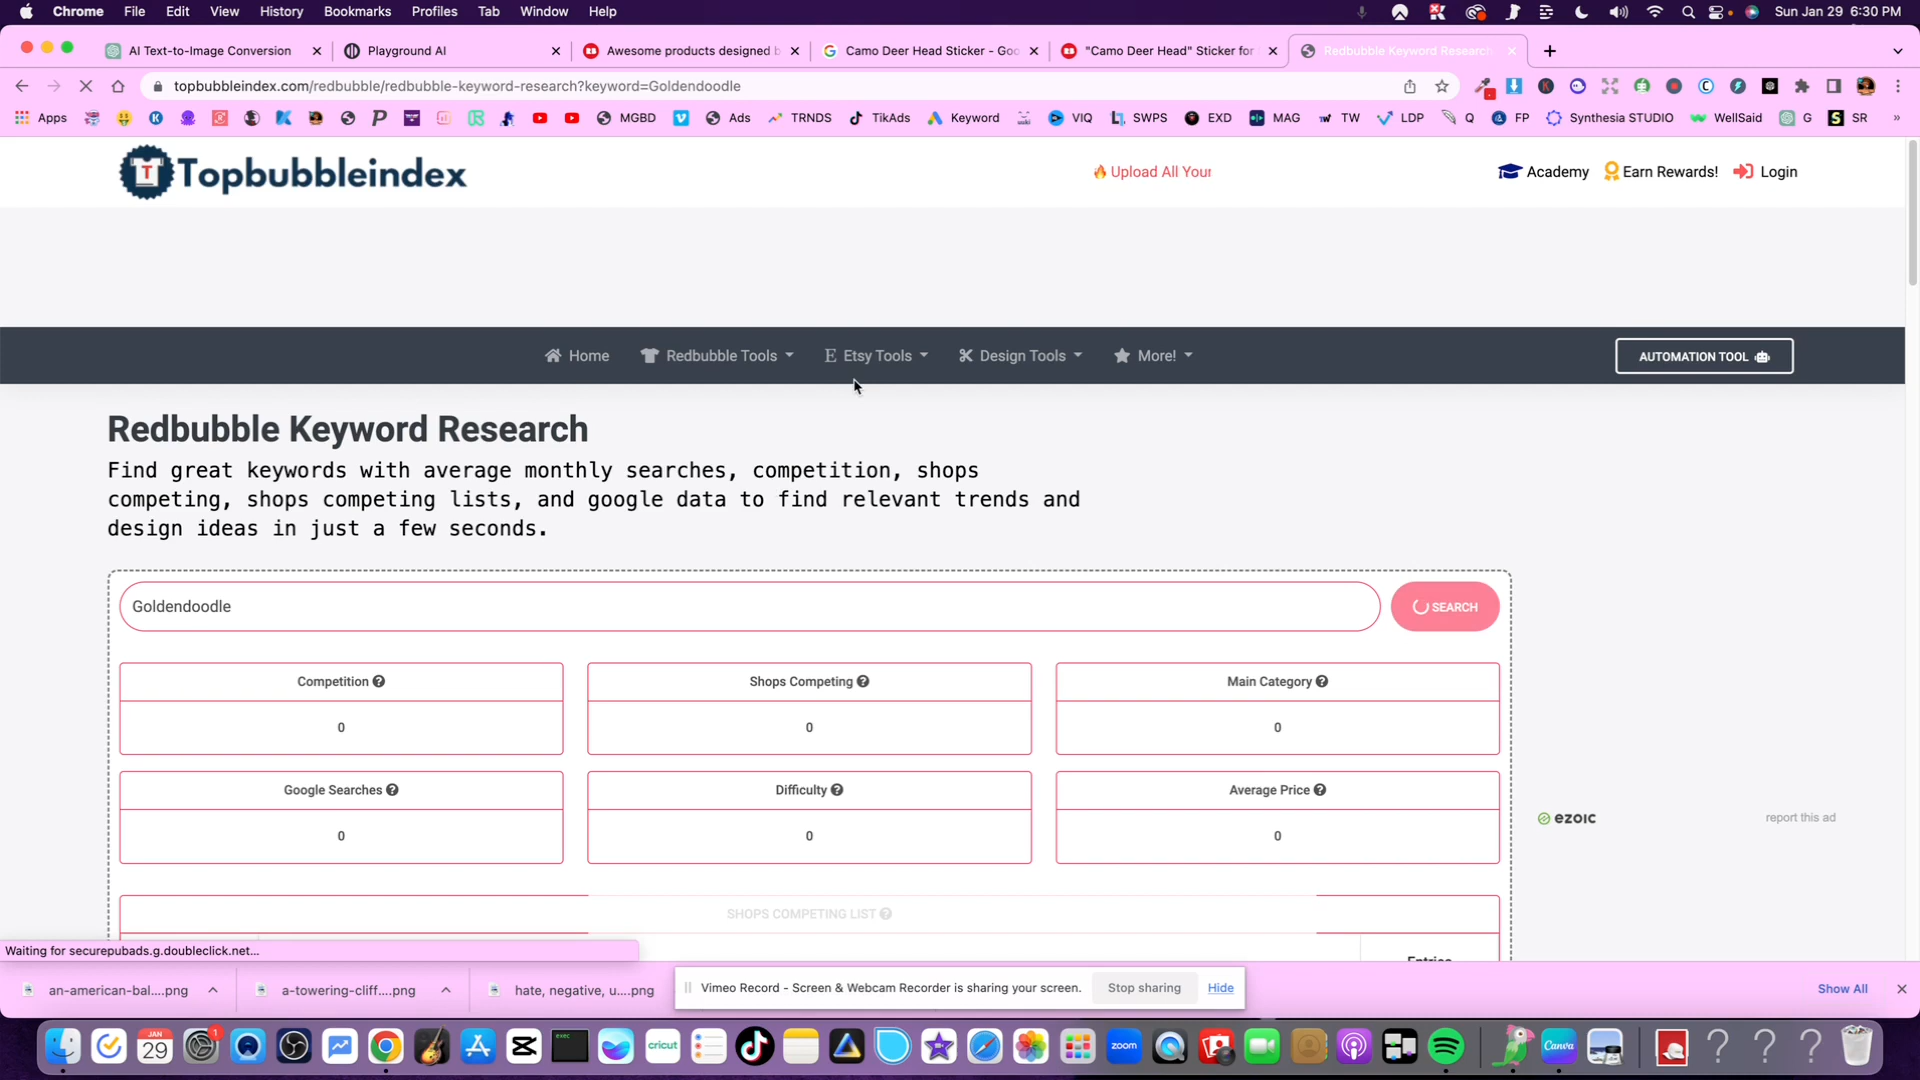 Chrome File Edit View History Bookmarks Profiles Tab Window Help Sun Jan 29 6:30 PM
AI Text-to-Image Conversion Playground AI Awesome products designed b "Camo Deer Head Sticker - Goo "Camo Deer Head" Sticker for Redbubble Keyword Research
topbubbleindex.com/redbubble/redbubble-keyword-research?keyword=Goldendoodle
Apps MGBD Ads TRNDS TikAds Keyword VIQ SWPS EXD MAG TW LDP Q FP Synthesia STUDIO WellSaid G SR »
Topbubbleindex
Upload All Your
Academy Earn Rewards! Login
Home Redbubble Tools Etsy Tools Design Tools More! AUTOMATION TOOL
Redbubble Keyword Research
Find great keywords with average monthly searches, competition, shops
competing, shops competing lists, and google data to find relevant trends and
design ideas in just a few seconds.
Goldendoodle SEARCH
Competition Shops Competing Main Category
0 0 0
Google Searches Difficulty Average Price
0 0 0
ezoic report this ad
SHOPS COMPETING LIST
Waiting for securepubads.g.doubleclick.net...
Entries
an-american-bal....png a-towering-cliff....png hate, negative, u....png
Vimeo Record - Screen & Webcam Recorder is sharing your screen. Stop sharing Hide
Show All
JAN
29
1
exec
cricut
zoom
Canva